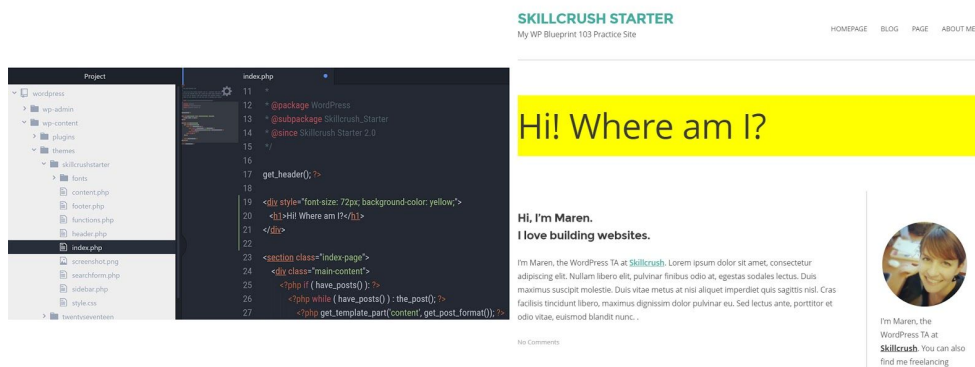 Project
wordpress
wp-admin
wp-content
plugins
themes
skillcrushstarter
fonts
content.php
footer.php
functions.php
header.php
index.php
screenshot.png
searchform.php
sidebar.php
style.css
twentyseventeen
index.php
11 *
12 * @package WordPress
13 * @subpackage Skillcrush_Starter
14 * @since Skillcrush Starter 2.0
15 */
16
17 get_header(); ?>
18
19 <div style="font-size: 72px; background-color: yellow;">
20 <h1>Hi! Where am I?</h1>
21 </div>
22
23 <section class="index-page">
24 <div class="main-content">
25 <?php if ( have_posts() ): ?>
26 <?php while ( have_posts() ) : the_post(); ?>
27 <?php get_template_part('content', get_post_format()); ?>
SKILLCRUSH STARTER
My WP Blueprint 103 Practice Site
HOMEPAGE BLOG PAGE ABOUT ME
Hi! Where am I?
Hi, I'm Maren.
I love building websites.
I'm Maren, the WordPress TA at Skillcrush. Lorem ipsum dolor sit amet, consectetur
adipiscing elit. Nullam libero elit, pulvinar finibus odio at, egestas sodales lectus. Duis
maximus suscipit molestie. Duis vitae metus at nisi aliquet imperdiet quis sagittis nisl. Cras
facilisis tincidunt libero, maximus dignissim dolor pulvinar eu. Sed lectus ante, porttitor et
odio vitae, euismod blandit nunc. .
No Comments
I'm Maren, the
WordPress TA at
Skillcrush. You can also
find me freelancing